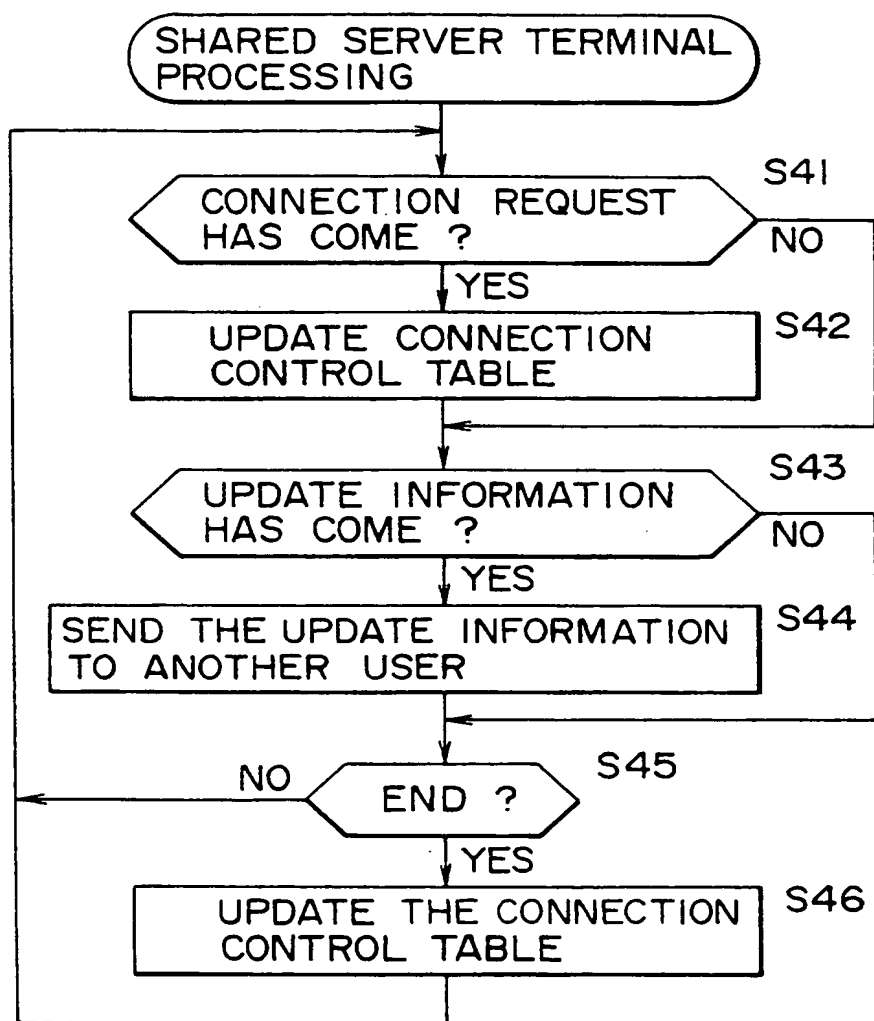 SHARED SERVER TERMINAL
PROCESSING
S41
CONNECTION REQUEST
HAS COME ?
NO
YES
S42
UPDATE CONNECTION
CONTROL TABLE
S43
UPDATE INFORMATION
HAS COME ?
NO
YES
S44
SEND THE UPDATE INFORMATION
TO ANOTHER USER
S45
NO
END ?
YES
S46
UPDATE THE CONNECTION
CONTROL TABLE